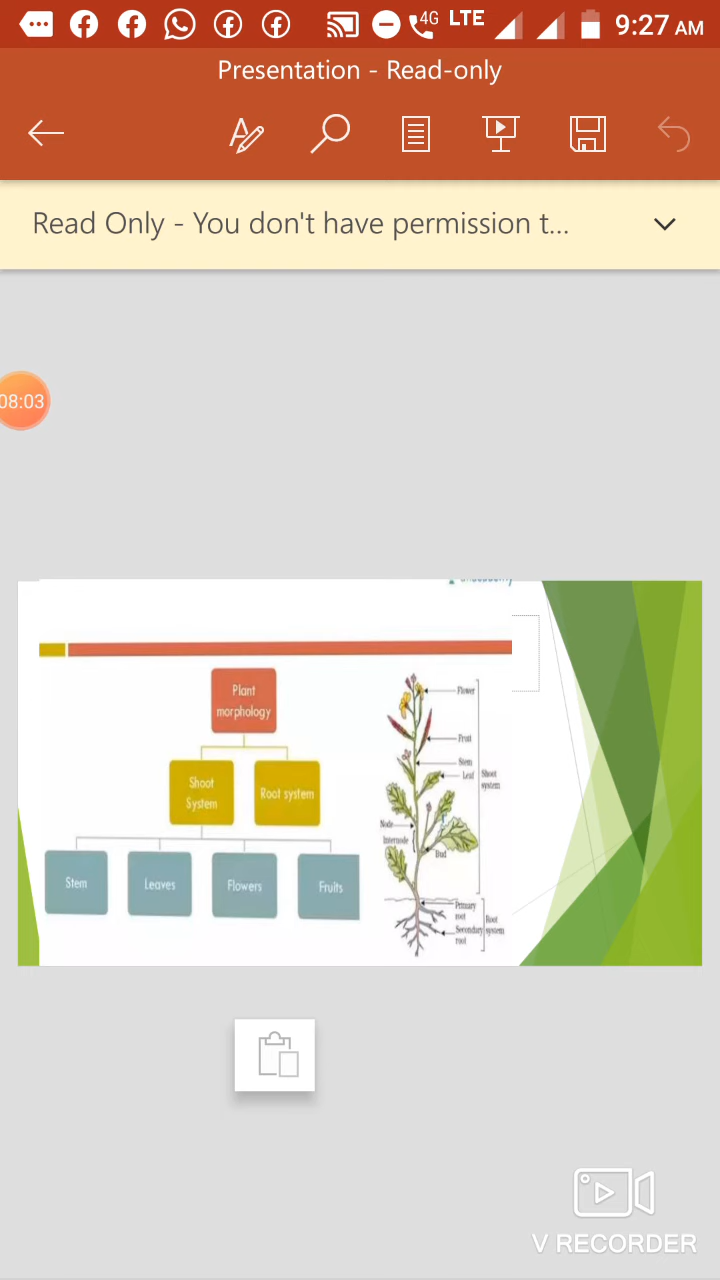 4G LTE 9:27 AM
Presentation - Read-only
Read Only - You don't have permission t...
08:03
Plant
morphology
Shoot
System
Root system
Stem
Leaves
Flowers
Fruits
Flower
Fruit
Stem
Leaf
Shoot
system
Node
Internode
Bud
Primary
root
Root
Secondary system
root
V RECORDER